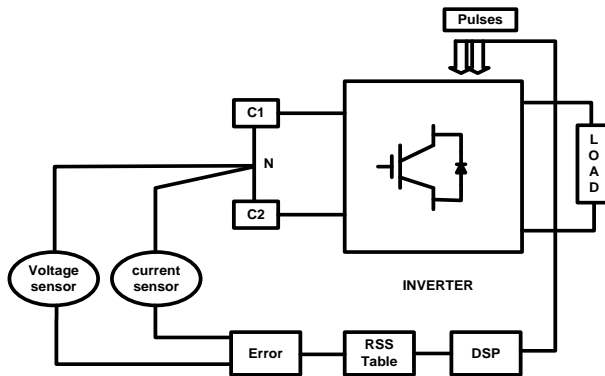 Pulses
C1
N
C2
L
O
A
D
Voltage
sensor
current
sensor
INVERTER
Error
RSS
Table
DSP